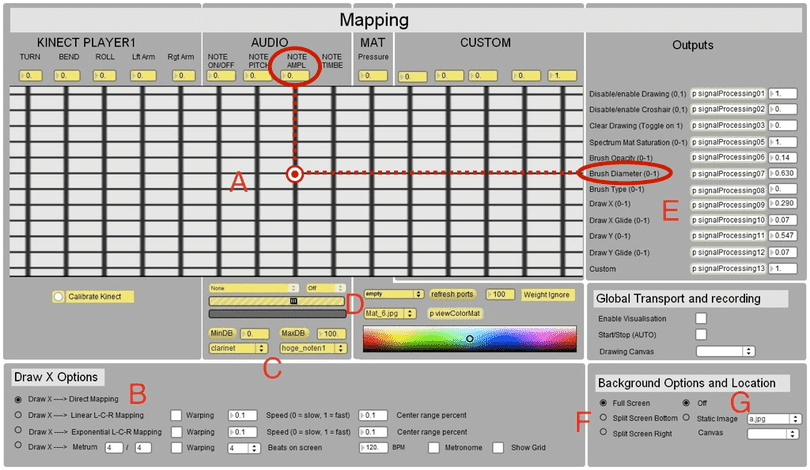 Mapping
KINECT PLAYER1
AUDIO
MAT
CUSTOM
Outputs
TURN BEND ROLL Lft Arm Rgt Arm
NOTE ON/OFF
NOTE PITCH
NOTE AMPL
NOTE TIMBE
Pressure
0. 0. 0. 0. 0. 0. 0. 0. 0. 0. 0. 0. 0. 0. 1.
Disable/enable Drawing (0,1) p signalProcessing01 1.
Disable/enable Croshair (0,1) p signalProcessing02 0.
Clear Drawing (Toggle on 1) p signalProcessing03 0.
Spectrum Mat Saturation (0-1) p signalProcessing05 1.
Brush Opacity (0-1) p signalProcessing06 0.14
Brush Diameter (0-1) p signalProcessing07 0.630
Brush Type (0-1) p signalProcessing08 0.
Draw X (0-1) p signalProcessing09 0.290
Draw X Glide (0-1) p signalProcessing10 0.07
Draw Y (0-1) p signalProcessing11 0.547
Draw Y Glide (0-1) p signalProcessing12 0.07
Custom p signalProcessing13 1.
A
E
Calibrate Kinect
None Off
D
MinDB 0. MaxDB 100.
clarinet hoge_noten1
C
empty refresh ports 100 Weight Ignore
Mat_6.jpg p viewColorMat
Global Transport and recording
Enable Visualisation
Start/Stop (AUTO)
Drawing Canvas
Draw X Options
B
Draw X ----> Direct Mapping
Draw X ----> Linear L-C-R Mapping Warping 0.1 Speed (0 = slow, 1 = fast) 0.1 Center range percent
Draw X ----> Exponential L-C-R Mapping Warping 0.1 Speed (0 = slow, 1 = fast) 0.1 Center range percent
Draw X ----> Metrum 4 / 4 Warping 4 Beats on screen 120. BPM Metronome Show Grid
Background Options and Location
F
G
Full Screen Off
Split Screen Bottom Static Image a.jpg
Split Screen Right Canvas